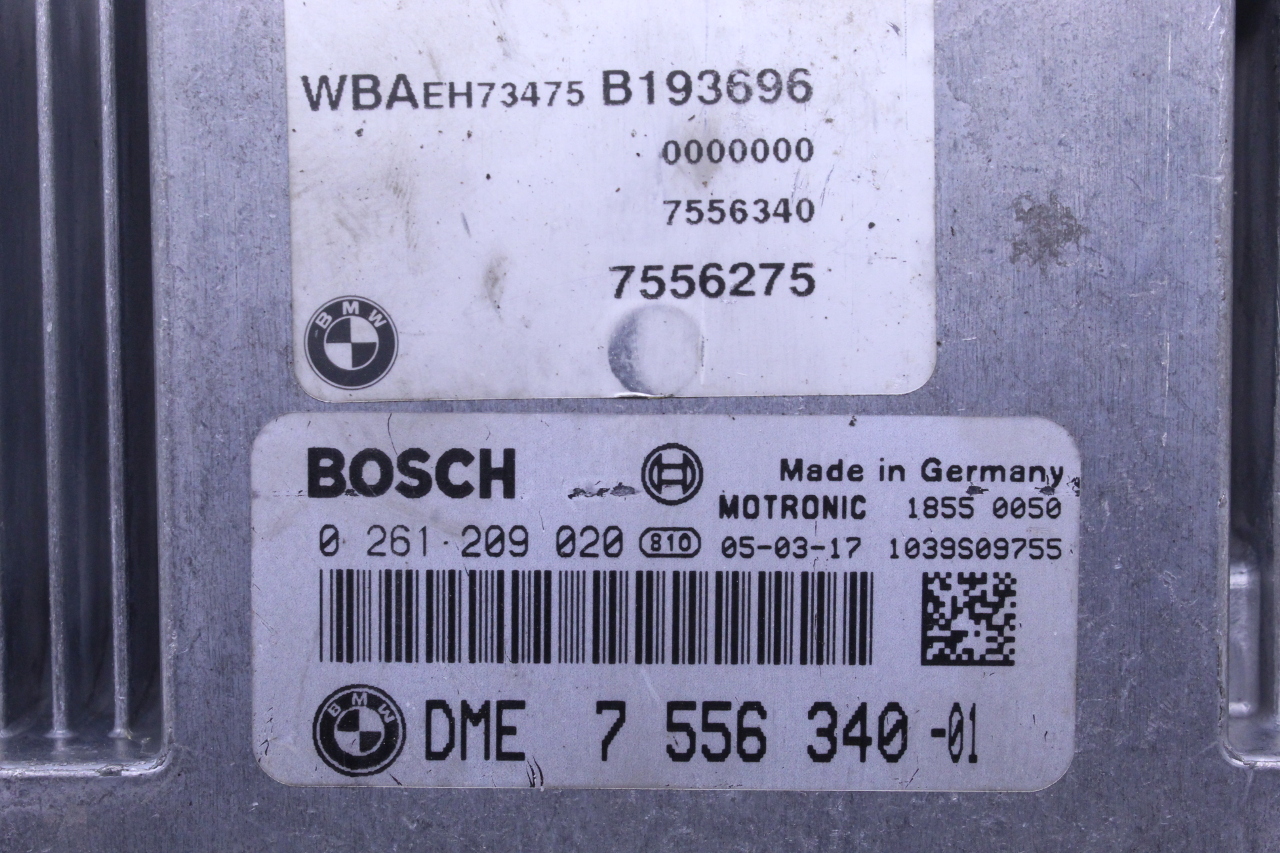 WBAEH73475 B193696
0000000
7556340
7556275
BMW
BOSCH
Made in Germany
MOTRONIC 1855 0050
0 261 209 020 810 05-03-17 1039S09755
BMW DME 7 556 340 -01